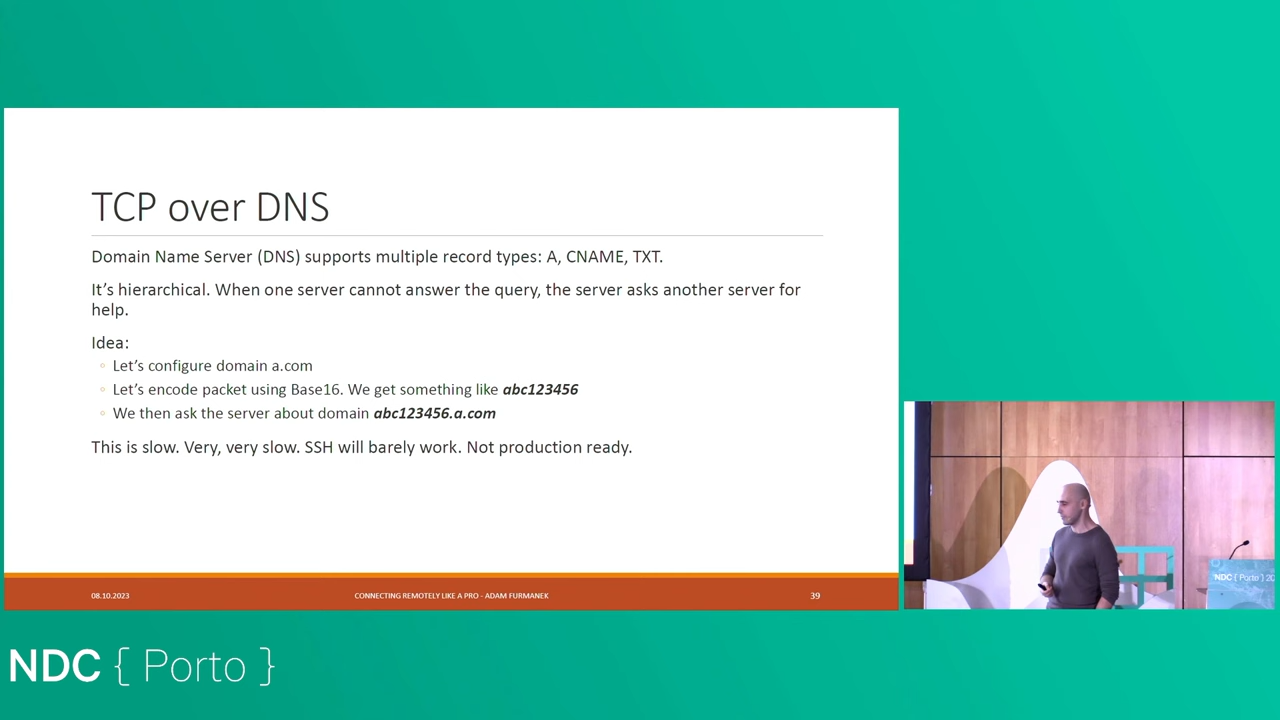 TCP over DNS
Domain Name Server (DNS) supports multiple record types: A, CNAME, TXT.
It’s hierarchical. When one server cannot answer the query, the server asks another server for
help.
Idea:
◦ Let’s configure domain a.com
◦ Let’s encode packet using Base16. We get something like abc123456
◦ We then ask the server about domain abc123456.a.com
This is slow. Very, very slow. SSH will barely work. Not production ready.
08.10.2023 CONNECTING REMOTELY LIKE A PRO - ADAM FURMANEK 39
NDC { Porto } 20
NDC { Porto }